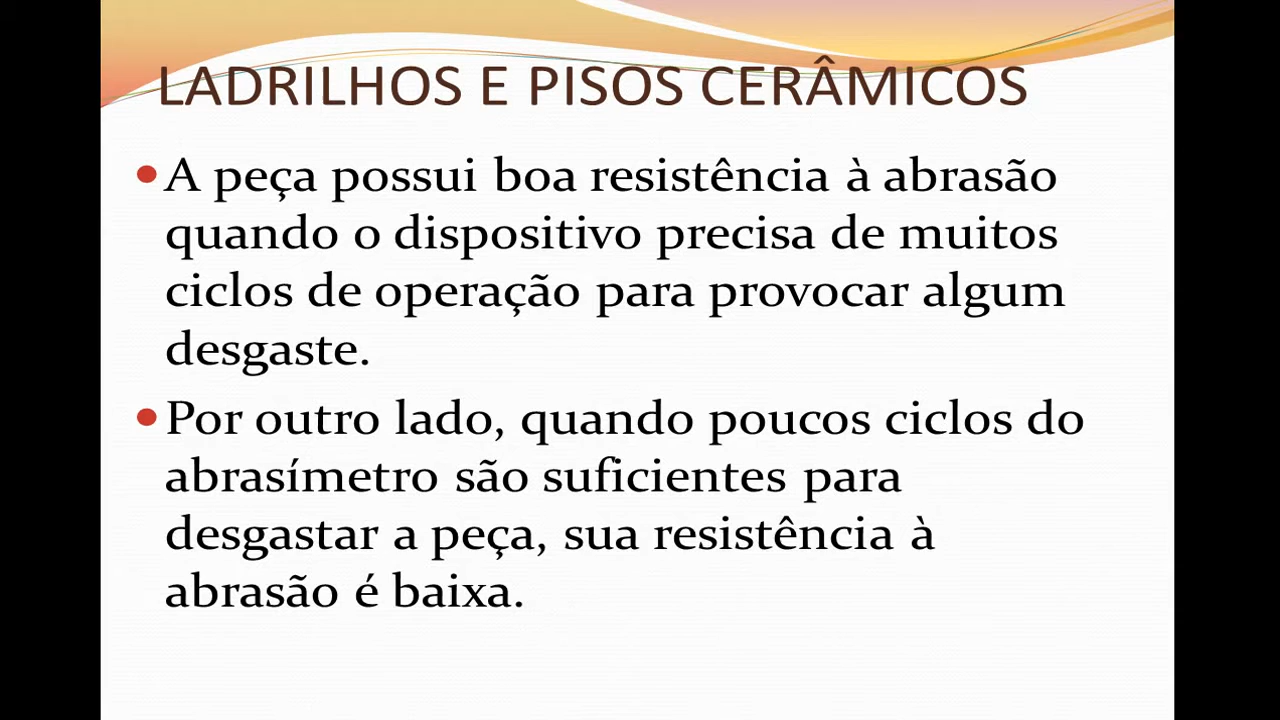 LADRILHOS E PISOS CERÂMICOS
•A peça possui boa resistência à abrasão
quando o dispositivo precisa de muitos
ciclos de operação para provocar algum
desgaste.
•Por outro lado, quando poucos ciclos do
abrasímetro são suficientes para
desgastar a peça, sua resistência à
abrasão é baixa.